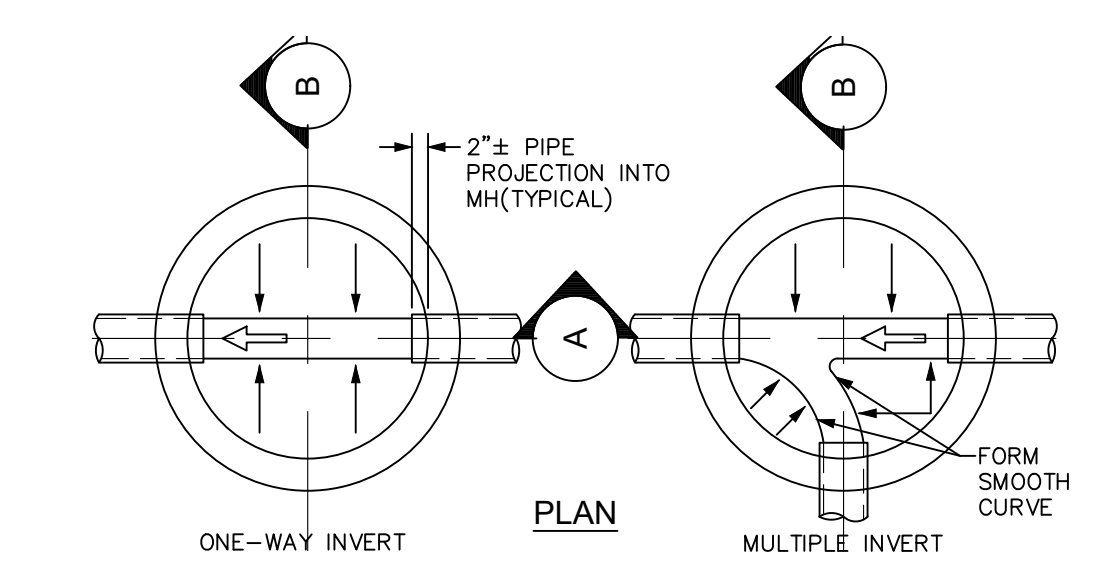 B
B
2"± PIPE
PROJECTION INTO
MH(TYPICAL)
A
FORM
SMOOTH
CURVE
PLAN
ONE-WAY INVERT
MULTIPLE INVERT